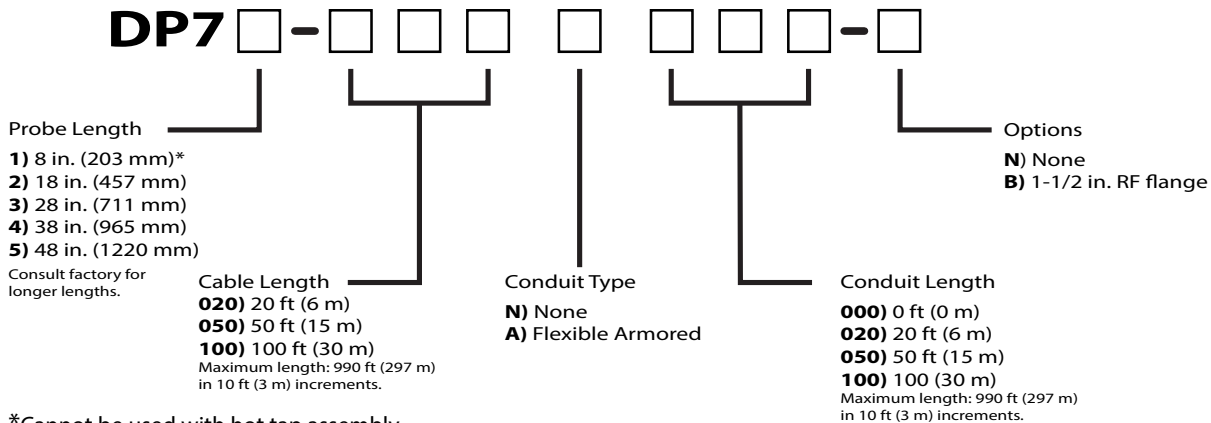 DP7 - -
Probe Length
1) 8 in. (203 mm)*
2) 18 in. (457 mm)
3) 28 in. (711 mm)
4) 38 in. (965 mm)
5) 48 in. (1220 mm)
Consult factory for
longer lengths.
Cable Length
020) 20 ft (6 m)
050) 50 ft (15 m)
100) 100 ft (30 m)
Maximum length: 990 ft (297 m)
in 10 ft (3 m) increments.
Conduit Type
N) None
A) Flexible Armored
Conduit Length
000) 0 ft (0 m)
020) 20 ft (6 m)
050) 50 ft (15 m)
100) 100 (30 m)
Maximum length: 990 ft (297 m)
in 10 ft (3 m) increments.
Options
N) None
B) 1-1/2 in. RF flange
*Cannot be used with hot tap assembly